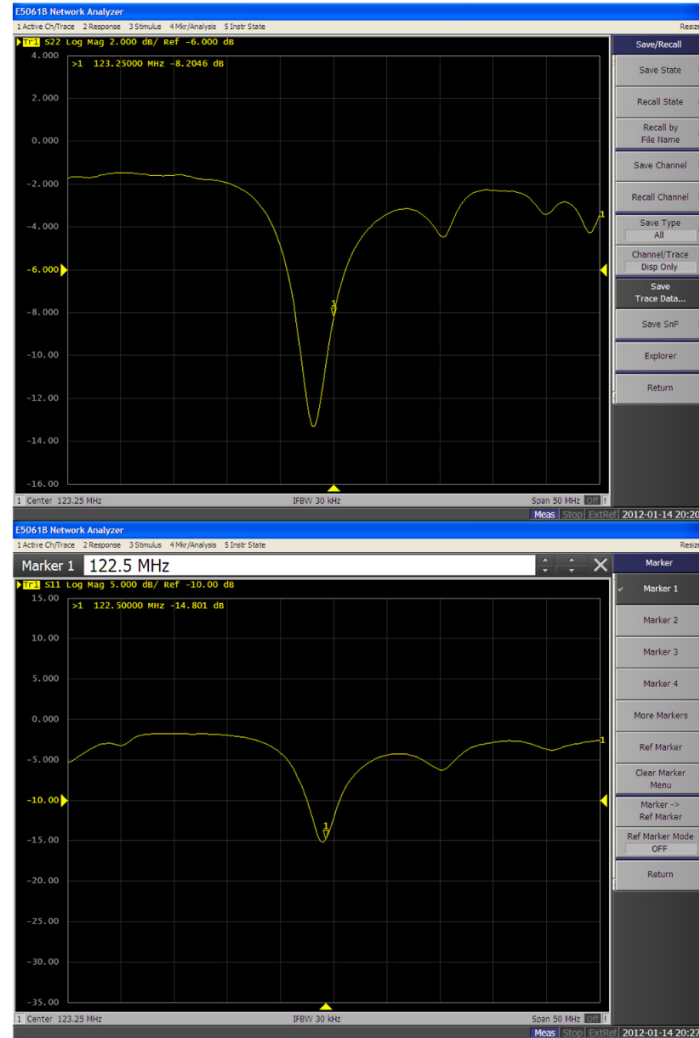 E5061B Network Analyzer
1 Active Ch/Trace 2 Response 3 Stimulus 4 Mkr/Analysis 5 Instr State Resize
Tr1 S22 Log Mag 2.000 dB/ Ref -6.000 dB
>1 123.25000 MHz -8.2046 dB
4.000
2.000
0.000
-2.000
-4.000
-6.000
-8.000
-10.00
-12.00
-14.00
-16.00
1
1
1 Center 123.25 MHz IFBW 30 kHz Span 50 MHz Off !
Meas Stop ExtRef 2012-01-14 20:20
Save/Recall
Save State
Recall State
Recall by
File Name
Save Channel
Recall Channel
Save Type
All
Channel/Trace
Disp Only
Save
Trace Data...
Save SnP
Explorer
Return
E5061B Network Analyzer
1 Active Ch/Trace 2 Response 3 Stimulus 4 Mkr/Analysis 5 Instr State Resize
Marker 1 122.5 MHz
Tr1 S11 Log Mag 5.000 dB/ Ref -10.00 dB
>1 122.50000 MHz -14.801 dB
15.00
10.00
5.000
0.000
-5.000
-10.00
-15.00
-20.00
-25.00
-30.00
-35.00
1
1
1 Center 123.25 MHz IFBW 30 kHz Span 50 MHz Off !
Meas Stop ExtRef 2012-01-14 20:27
Marker
Marker 1
Marker 2
Marker 3
Marker 4
More Markers
Ref Marker
Clear Marker
Menu
Marker ->
Ref Marker
Ref Marker Mode
OFF
Return